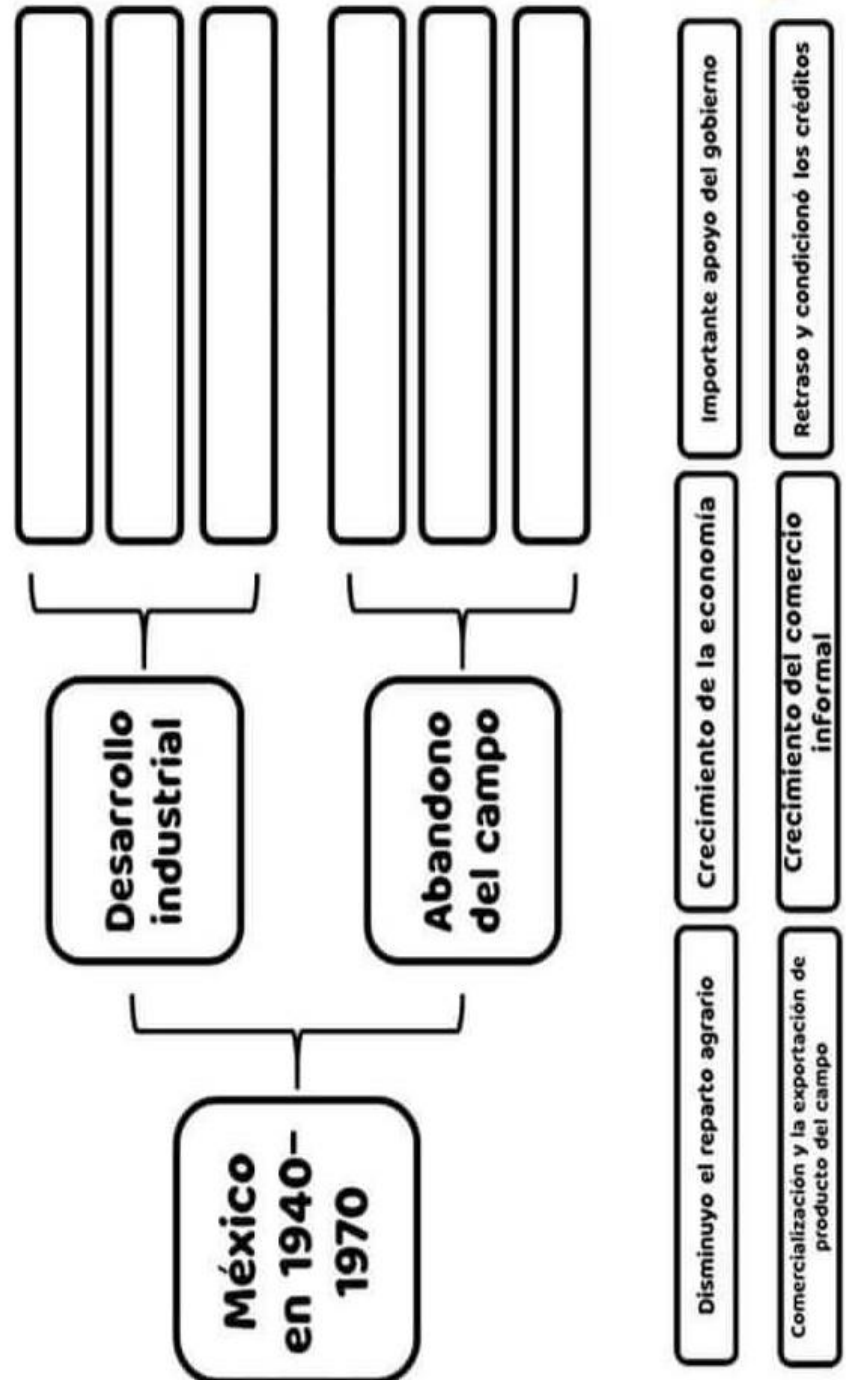 México
en 1940–
1970
Desarrollo
industrial
Abandono
del campo
Disminuyo el reparto agrario
Crecimiento de la economía
Importante apoyo del gobierno
Comercialización y la exportación de
producto del campo
Crecimiento del comercio
informal
Retraso y condicionó los créditos